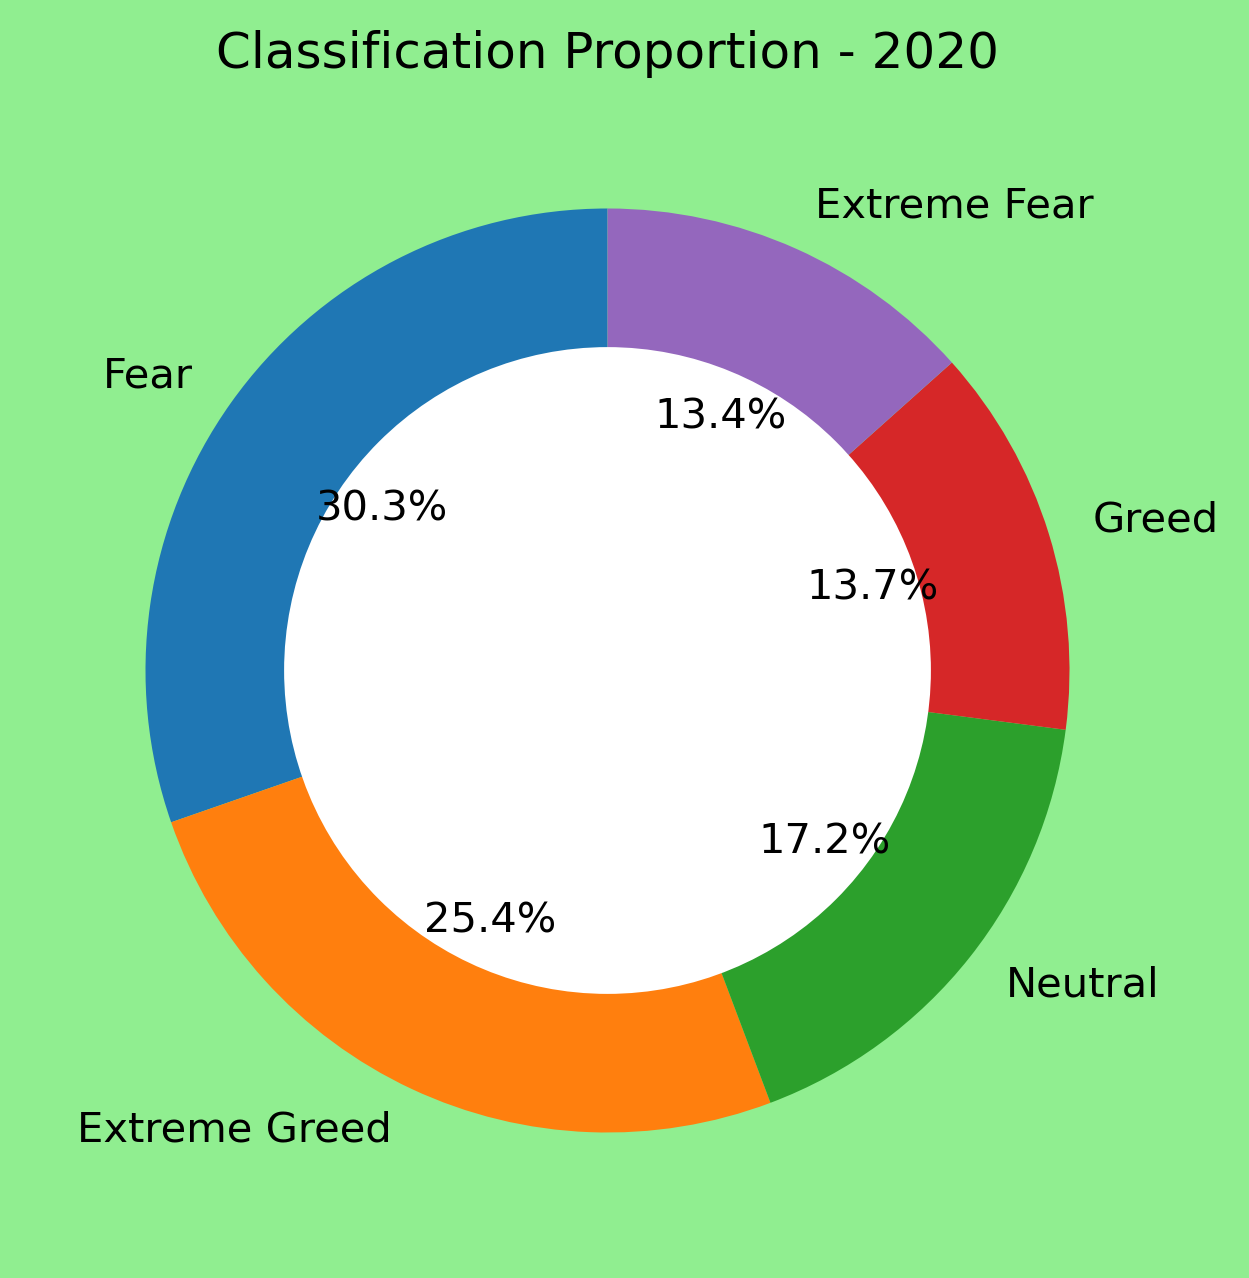 Classification Proportion - 2020
Extreme Fear
Fear
13.4%
30.3%
Greed
13.7%
17.2%
25.4%
Neutral
Extreme Greed